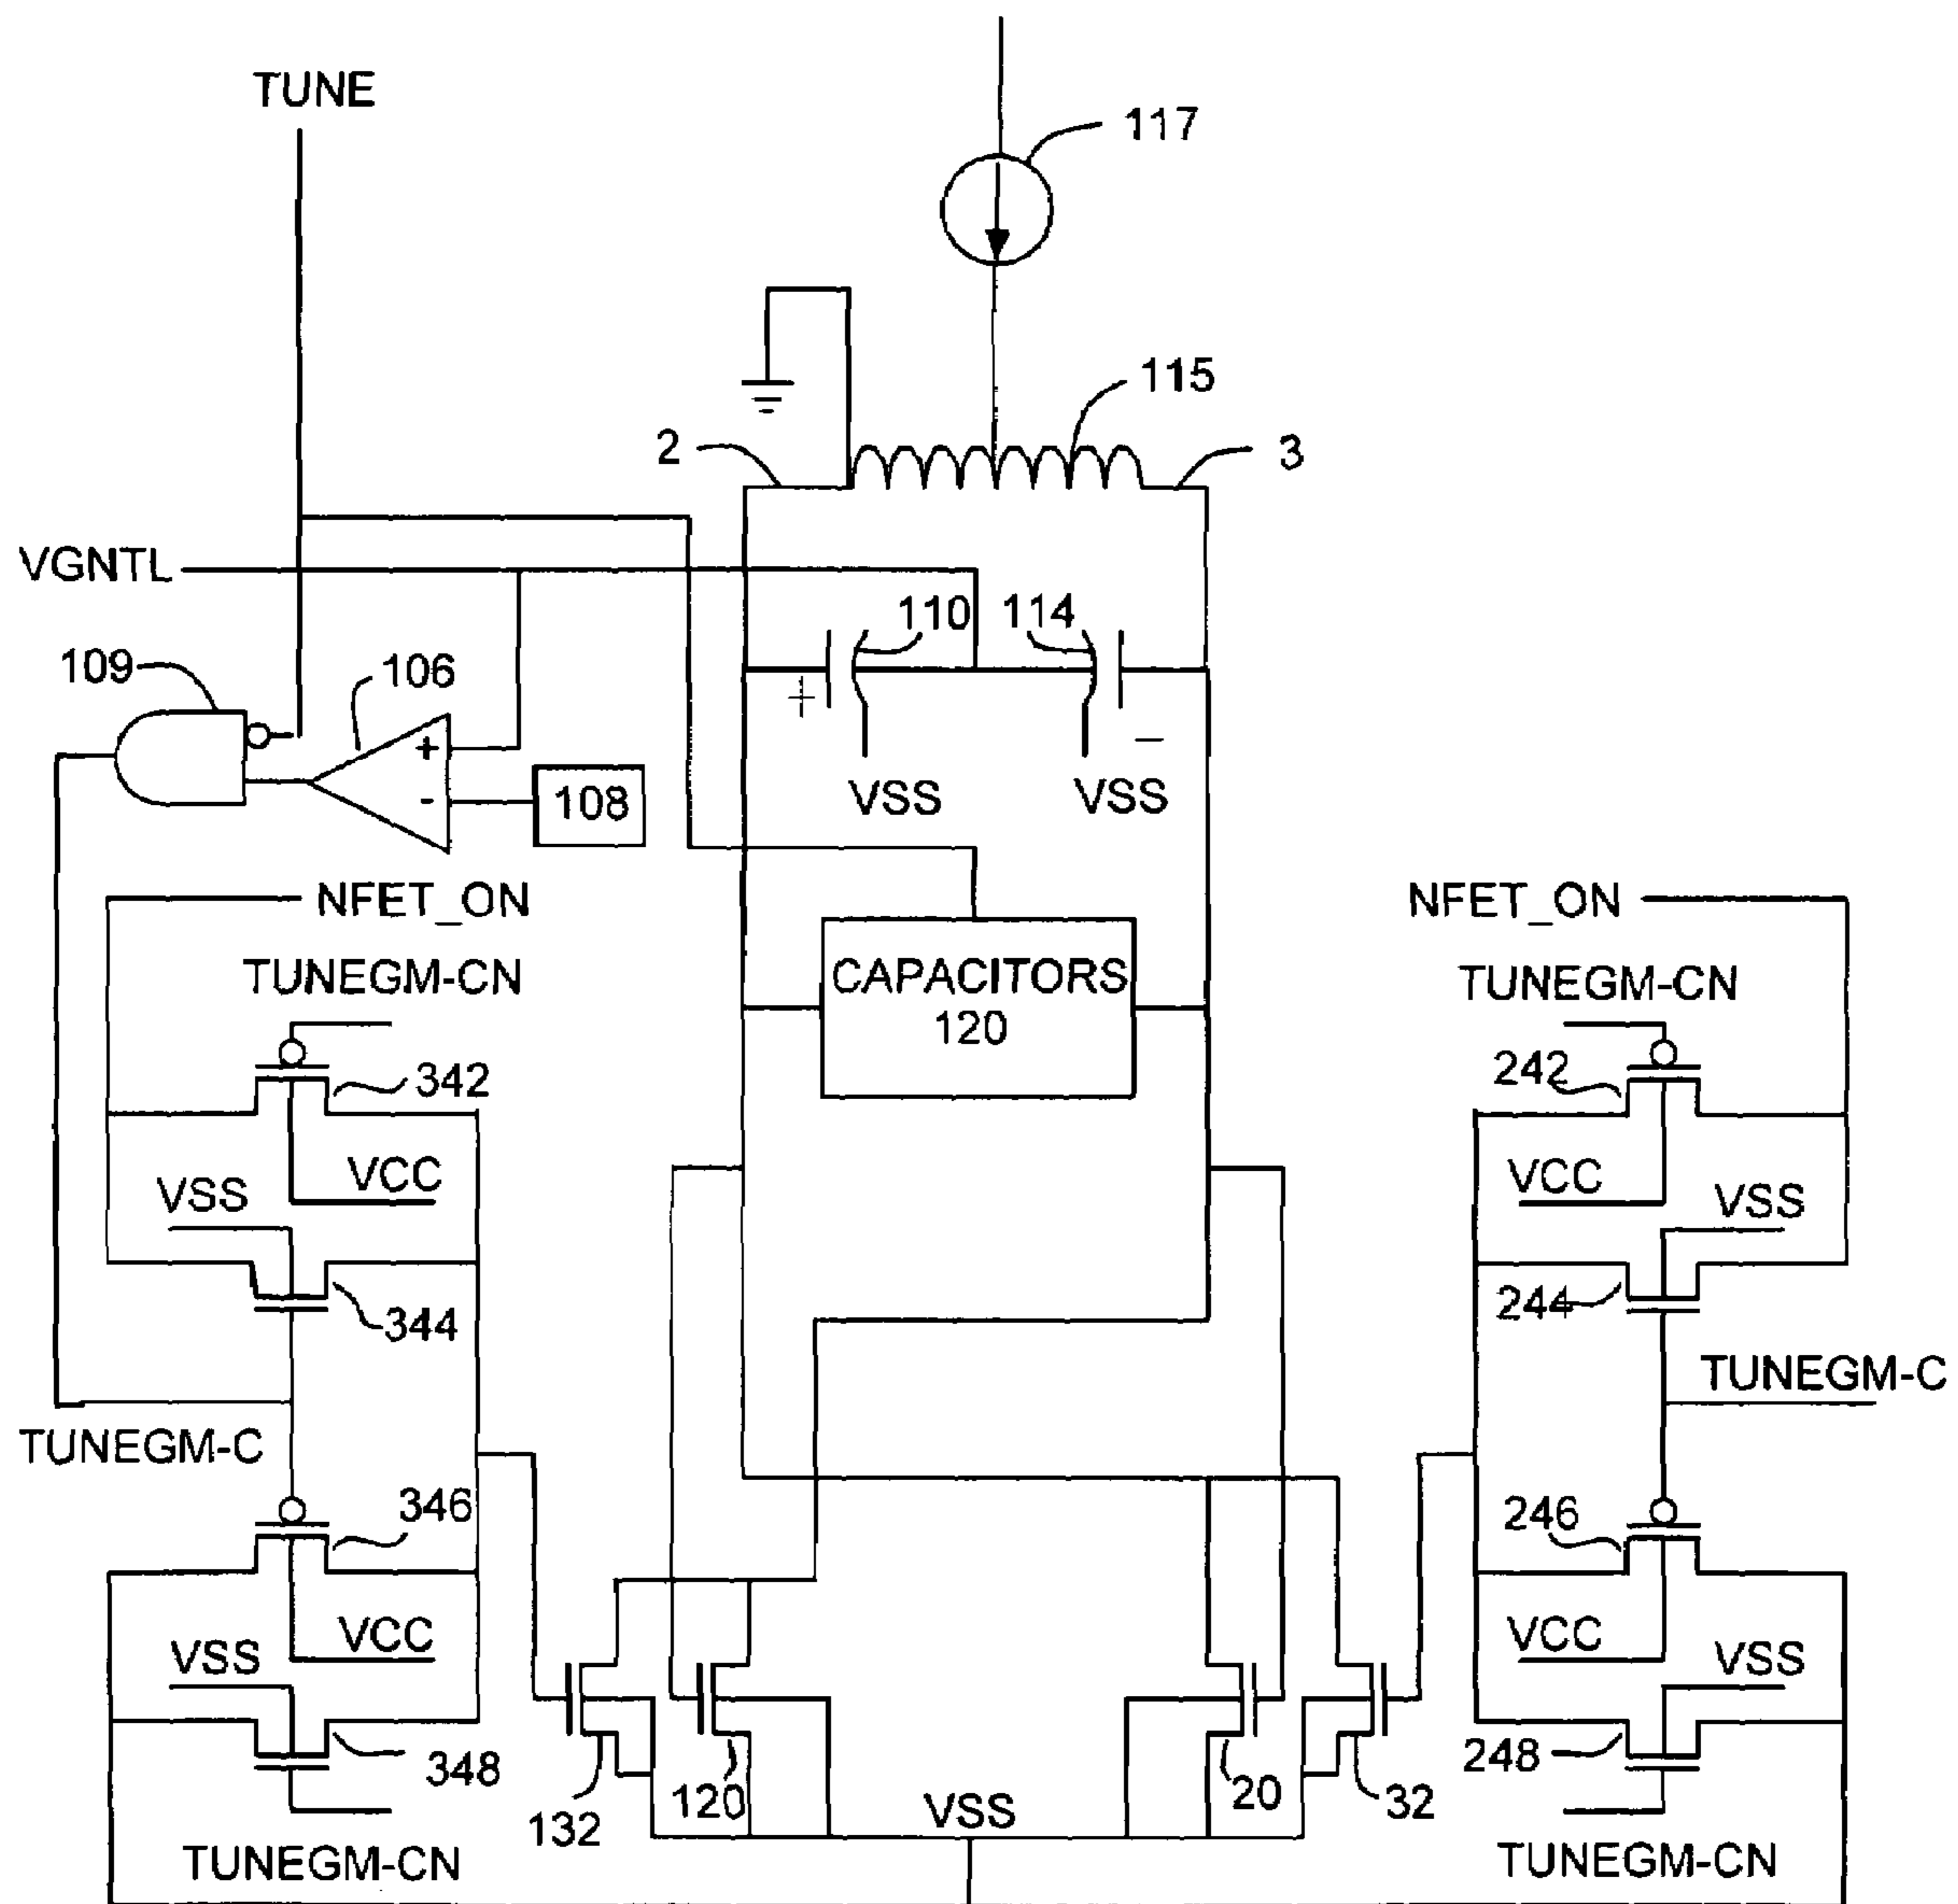 TUNE
117
115
2
3
VGNTL
110
114
109
106
+
-
+
-
108
VSS
VSS
NFET_ON
NFET_ON
TUNEGM-CN
TUNEGM-CN
CAPACITORS
120
342
242
VCC
VCC
VSS
VSS
344
244
TUNEGM-C
TUNEGM-C
346
246
VCC
VCC
VSS
VSS
348
248
132
120
VSS
20
32
TUNEGM-CN
TUNEGM-CN